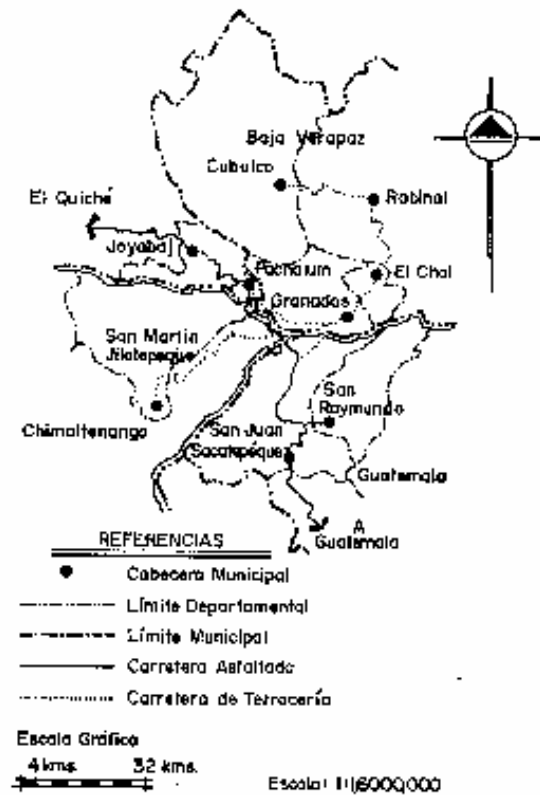 Baja Verapaz
Cubulco
El Quiché
Rabinal
Joyabaj
Pachalum
El Chol
Granados
San Martín
Jilotepeque
San
Raymundo
Chimaltenango
San Juan
Sacatepéquez
Guatemala
A
Guatemala
REFERENCIAS
Cabecera Municipal
Límite Departamental
Límite Municipal
Carretera Asfaltada
Carretera de Terracería
Escala Gráfica
4 kms. 32 kms.
Escala: